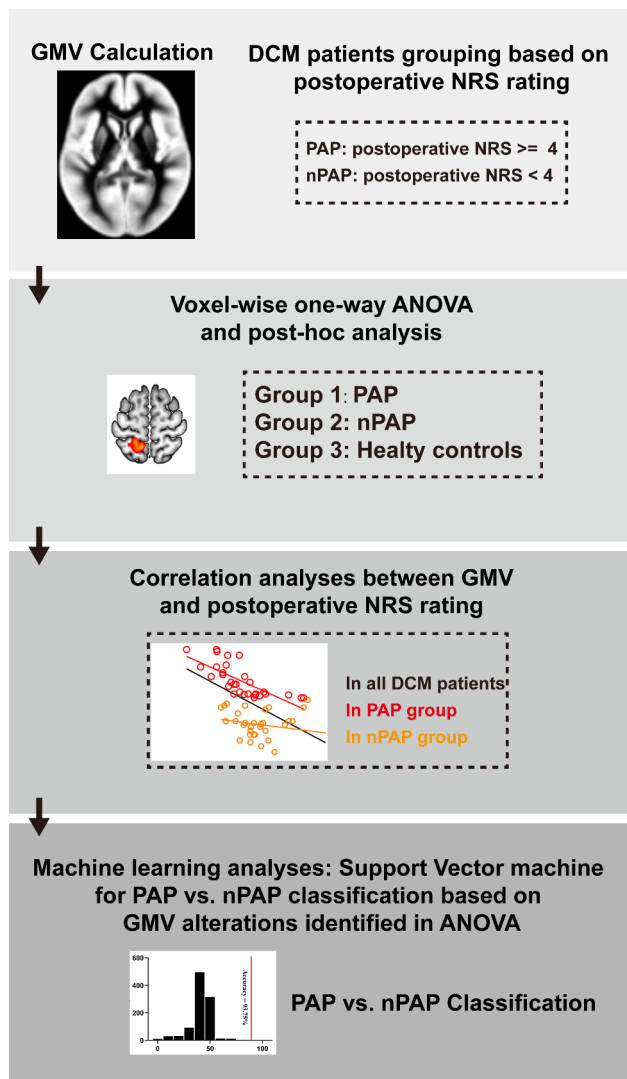 GMV Calculation
DCM patients grouping based on
postoperative NRS rating
PAP: postoperative NRS >= 4
nPAP: postoperative NRS < 4
Voxel-wise one-way ANOVA
and post-hoc analysis
Group 1: PAP
Group 2: nPAP
Group 3: Healty controls
Correlation analyses between GMV
and postoperative NRS rating
In all DCM patients
In PAP group
In nPAP group
Machine learning analyses: Support Vector machine
for PAP vs. nPAP classification based on
GMV alterations identified in ANOVA
600
400
200
0
0
50
100
Accuracy = 93.75%
PAP vs. nPAP Classification